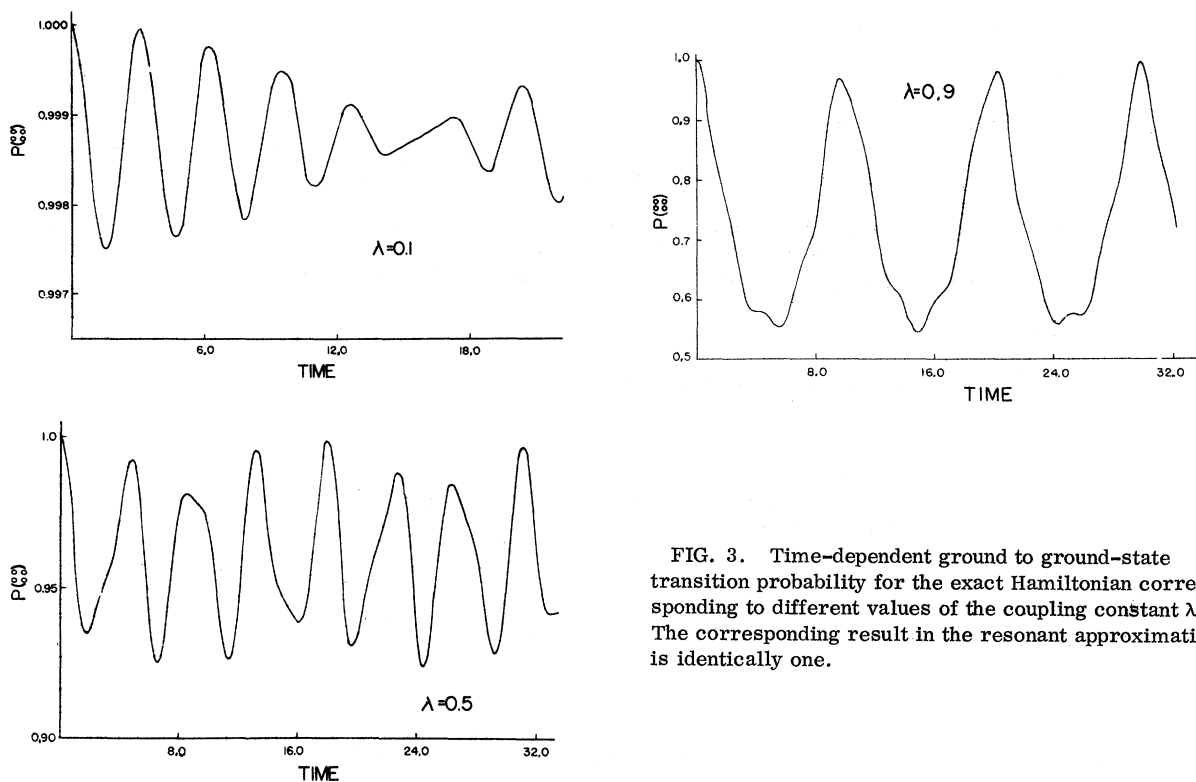 1.000
0.999
0.998
0.997
P(00/00)
λ=0.1
6.0 12.0 18.0
TIME
1.0
0.9
0.8
0.7
0.6
0.5
P(00/00)
λ=0.9
8.0 16.0 24.0 32.0
TIME
1.0
0.95
0.90
P(00/00)
λ=0.5
8.0 16.0 24.0 32.0
TIME
FIG. 3. Time-dependent ground to ground-state
transition probability for the exact Hamiltonian corre
sponding to different values of the coupling constant λ
The corresponding result in the resonant approximati
is identically one.